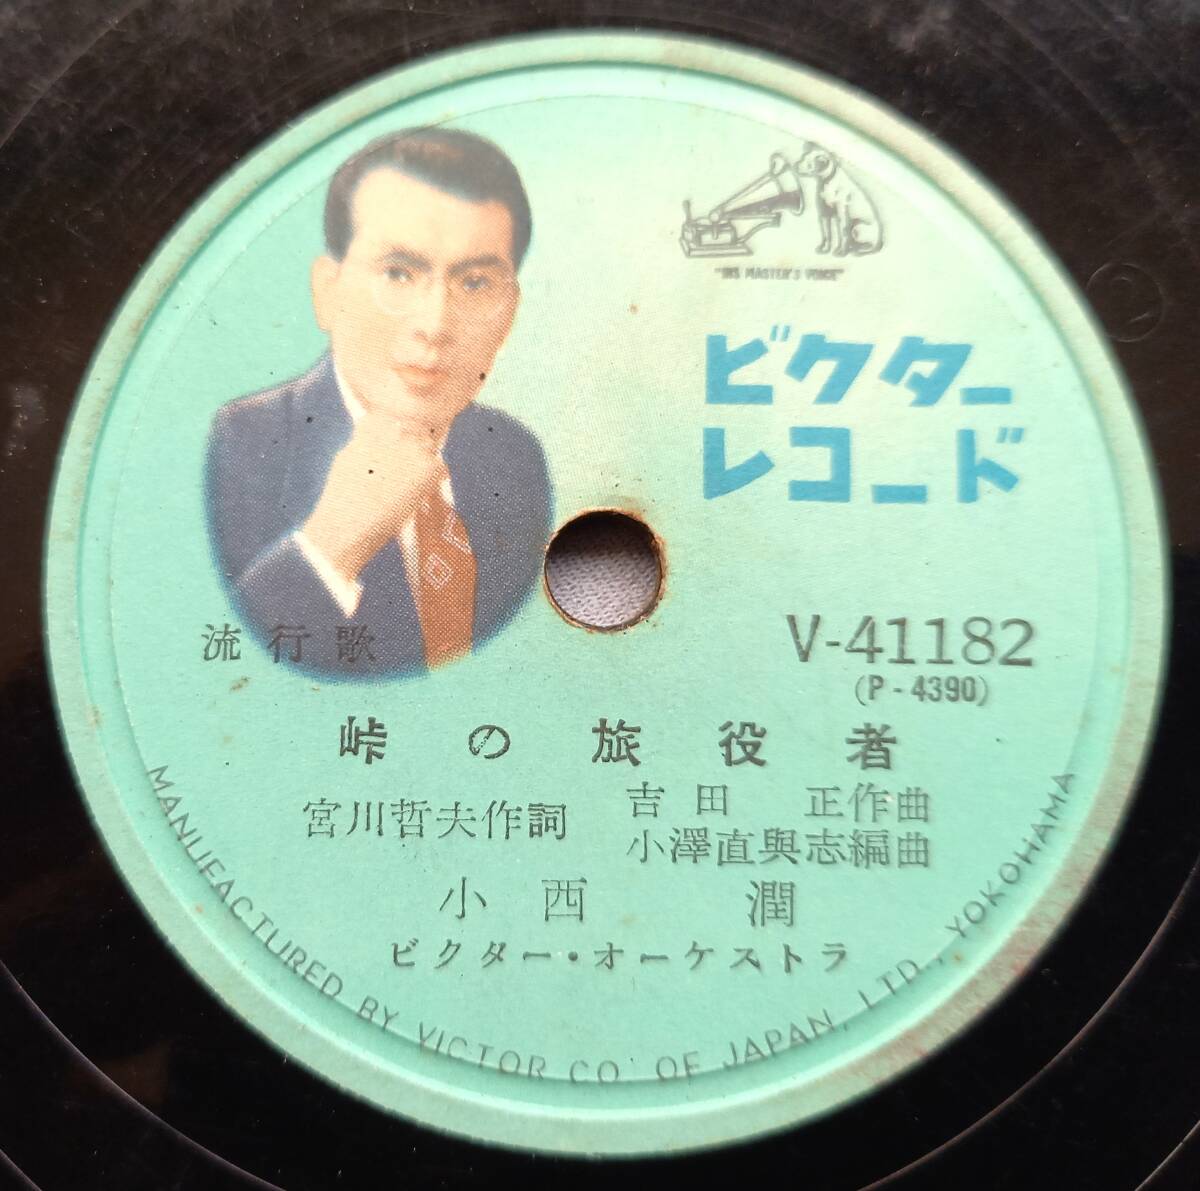 "HIS MASTER'S VOICE"
ビクター
レコード
流行歌
V-41182
(P-4390)
峠の旅役者
宮川哲夫作詞
吉田 正作曲
小澤直與志編曲
小西 潤
ビクター・オーケストラ
MANUFACTURED BY VICTOR CO. OF JAPAN, LTD., YOKOHAMA